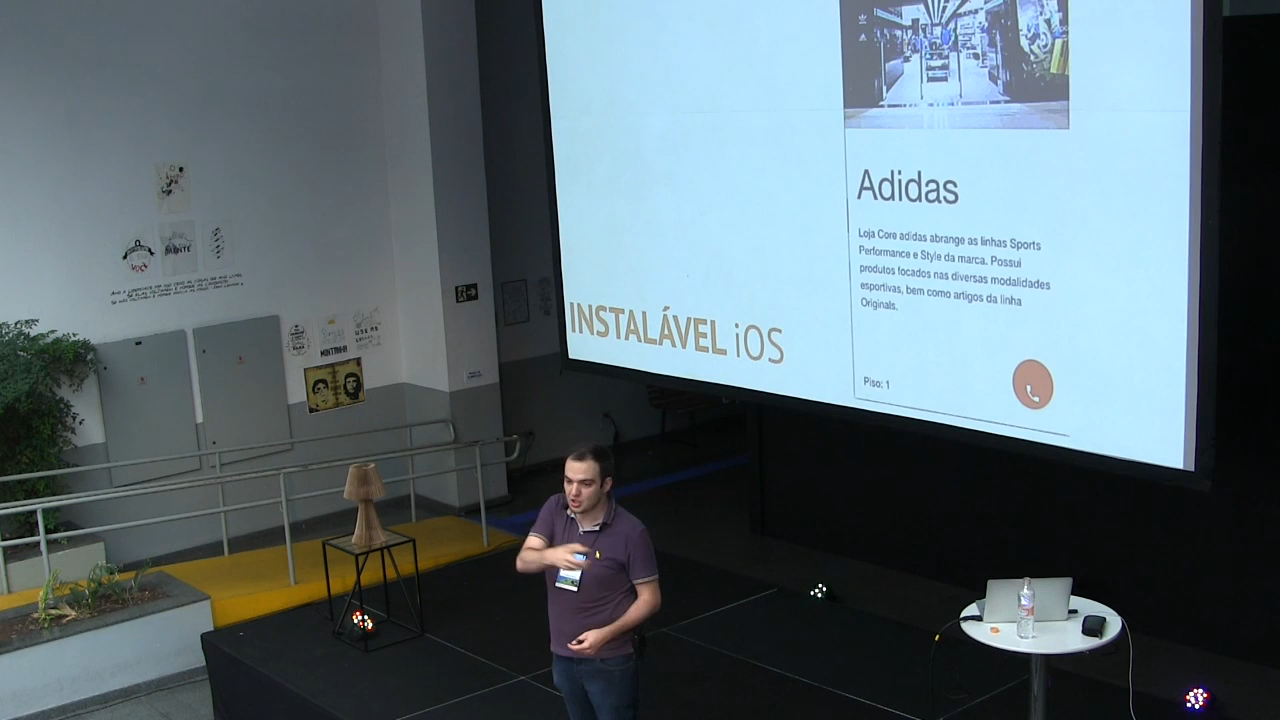 Adidas
Loja Core adidas abrange as linhas Sports
Performance e Style da marca. Possui
produtos focados nas diversas modalidades
esportivas, bem como artigos da linha
Originals.
Piso: 1
INSTALÁVEL iOS